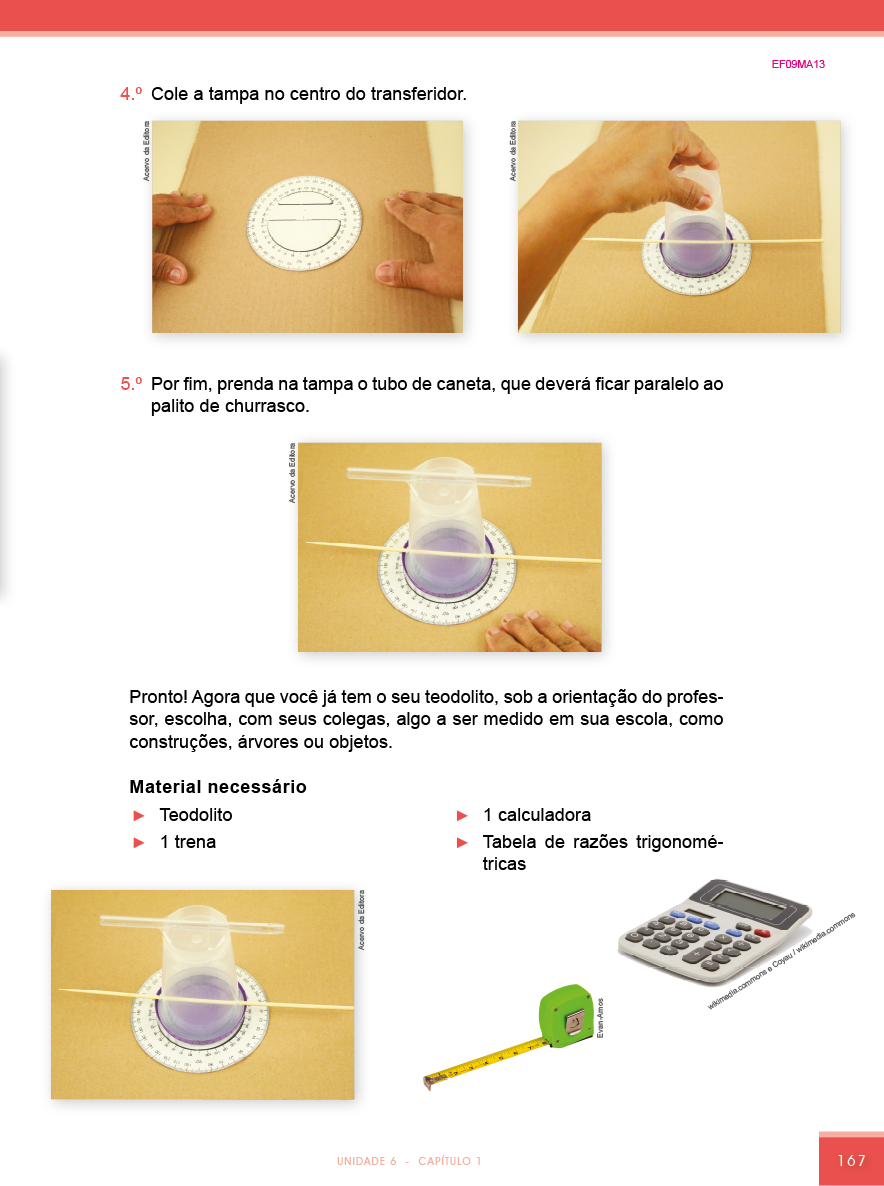 EF09MA13
4.º Cole a tampa no centro do transferidor.
Acervo da Editora
Acervo da Editora
5.º Por fim, prenda na tampa o tubo de caneta, que deverá ficar paralelo ao
palito de churrasco.
Acervo da Editora
Pronto! Agora que você já tem o seu teodolito, sob a orientação do profes-
sor, escolha, com seus colegas, algo a ser medido em sua escola, como
construções, árvores ou objetos.
Material necessário
► Teodolito
► 1 trena
► 1 calculadora
► Tabela de razões trigonomé-
tricas
Acervo da Editora
Evan-Amos
wikimedia.commons e Coyau / wikimedia.commons
UNIDADE 6 - CAPÍTULO 1
167